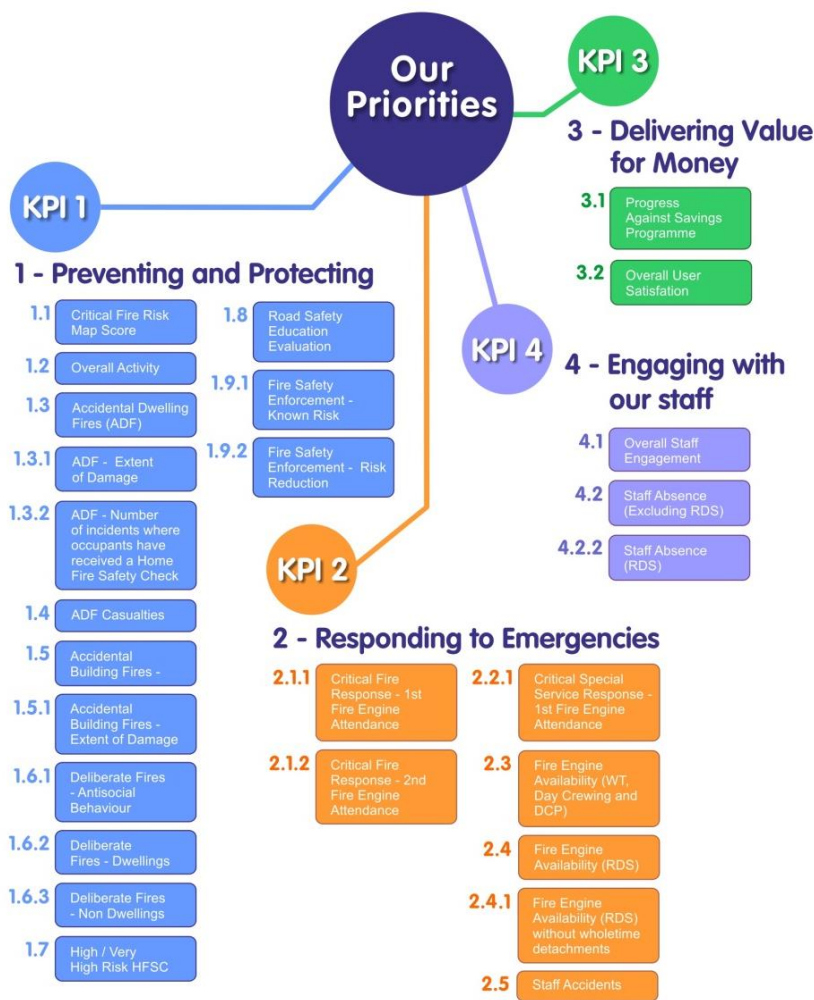 Our
Priorities
KPI 1
1 - Preventing and Protecting
1.1
Critical Fire Risk
Map Score
1.2
Overall Activity
1.3
Accidental Dwelling
Fires (ADF)
1.3.1
ADF - Extent
of Damage
1.3.2
ADF - Number
of incidents where
occupants have
received a Home
Fire Safety Check
1.4
ADF Casualties
1.5
Accidental
Building Fires -
1.5.1
Accidental
Building Fires -
Extent of Damage
1.6.1
Deliberate Fires
- Antisocial
Behaviour
1.6.2
Deliberate
Fires - Dwellings
1.6.3
Deliberate Fires
- Non Dwellings
1.7
High / Very
High Risk HFSC
1.8
Road Safety
Education
Evaluation
1.9.1
Fire Safety
Enforcement -
Known Risk
1.9.2
Fire Safety
Enforcement - Risk
Reduction
KPI 2
2 - Responding to Emergencies
2.1.1
Critical Fire
Response - 1st
Fire Engine
Attendance
2.1.2
Critical Fire
Response - 2nd
Fire Engine
Attendance
2.2.1
Critical Special
Service Response -
1st Fire Engine
Attendance
2.3
Fire Engine
Availability (WT,
Day Crewing and
DCP)
2.4
Fire Engine
Availability (RDS)
2.4.1
Fire Engine
Availability (RDS)
without wholetime
detachments
2.5
Staff Accidents
KPI 3
3 - Delivering Value
for Money
3.1
Progress
Against Savings
Programme
3.2
Overall User
Satisfation
KPI 4
4 - Engaging with
our staff
4.1
Overall Staff
Engagement
4.2
Staff Absence
(Excluding RDS)
4.2.2
Staff Absence
(RDS)